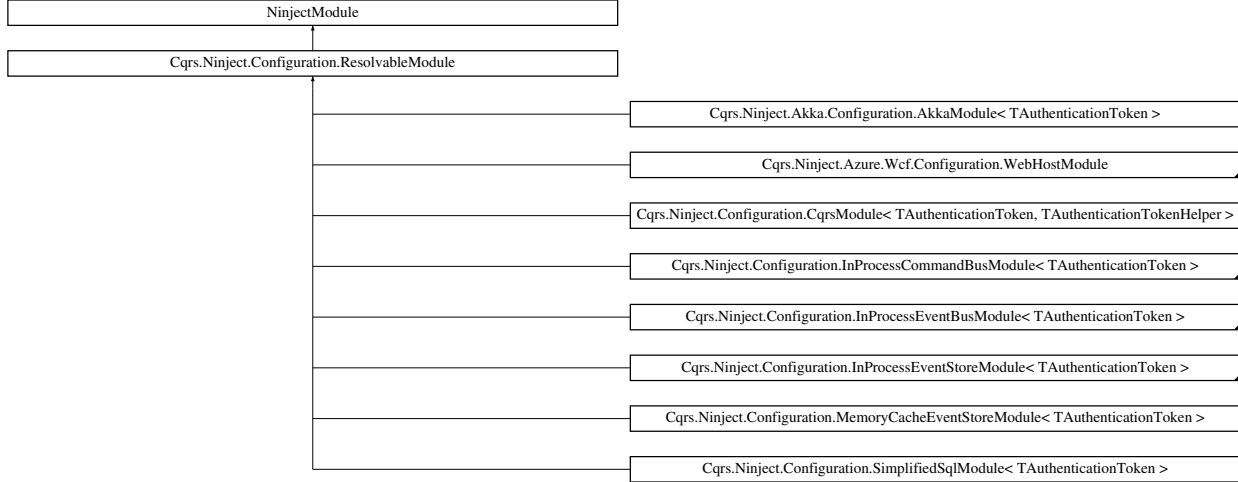 NinjectModule
Cqrs.Ninject.Configuration.ResolvableModule
Cqrs.Ninject.Akka.Configuration.AkkaModule< TAuthenticationToken >
Cqrs.Ninject.Azure.Wcf.Configuration.WebHostModule
Cqrs.Ninject.Configuration.CqrsModule< TAuthenticationToken, TAuthenticationTokenHelper >
Cqrs.Ninject.Configuration.InProcessCommandBusModule< TAuthenticationToken >
Cqrs.Ninject.Configuration.InProcessEventBusModule< TAuthenticationToken >
Cqrs.Ninject.Configuration.InProcessEventStoreModule< TAuthenticationToken >
Cqrs.Ninject.Configuration.MemoryCacheEventStoreModule< TAuthenticationToken >
Cqrs.Ninject.Configuration.SimplifiedSqlModule< TAuthenticationToken >